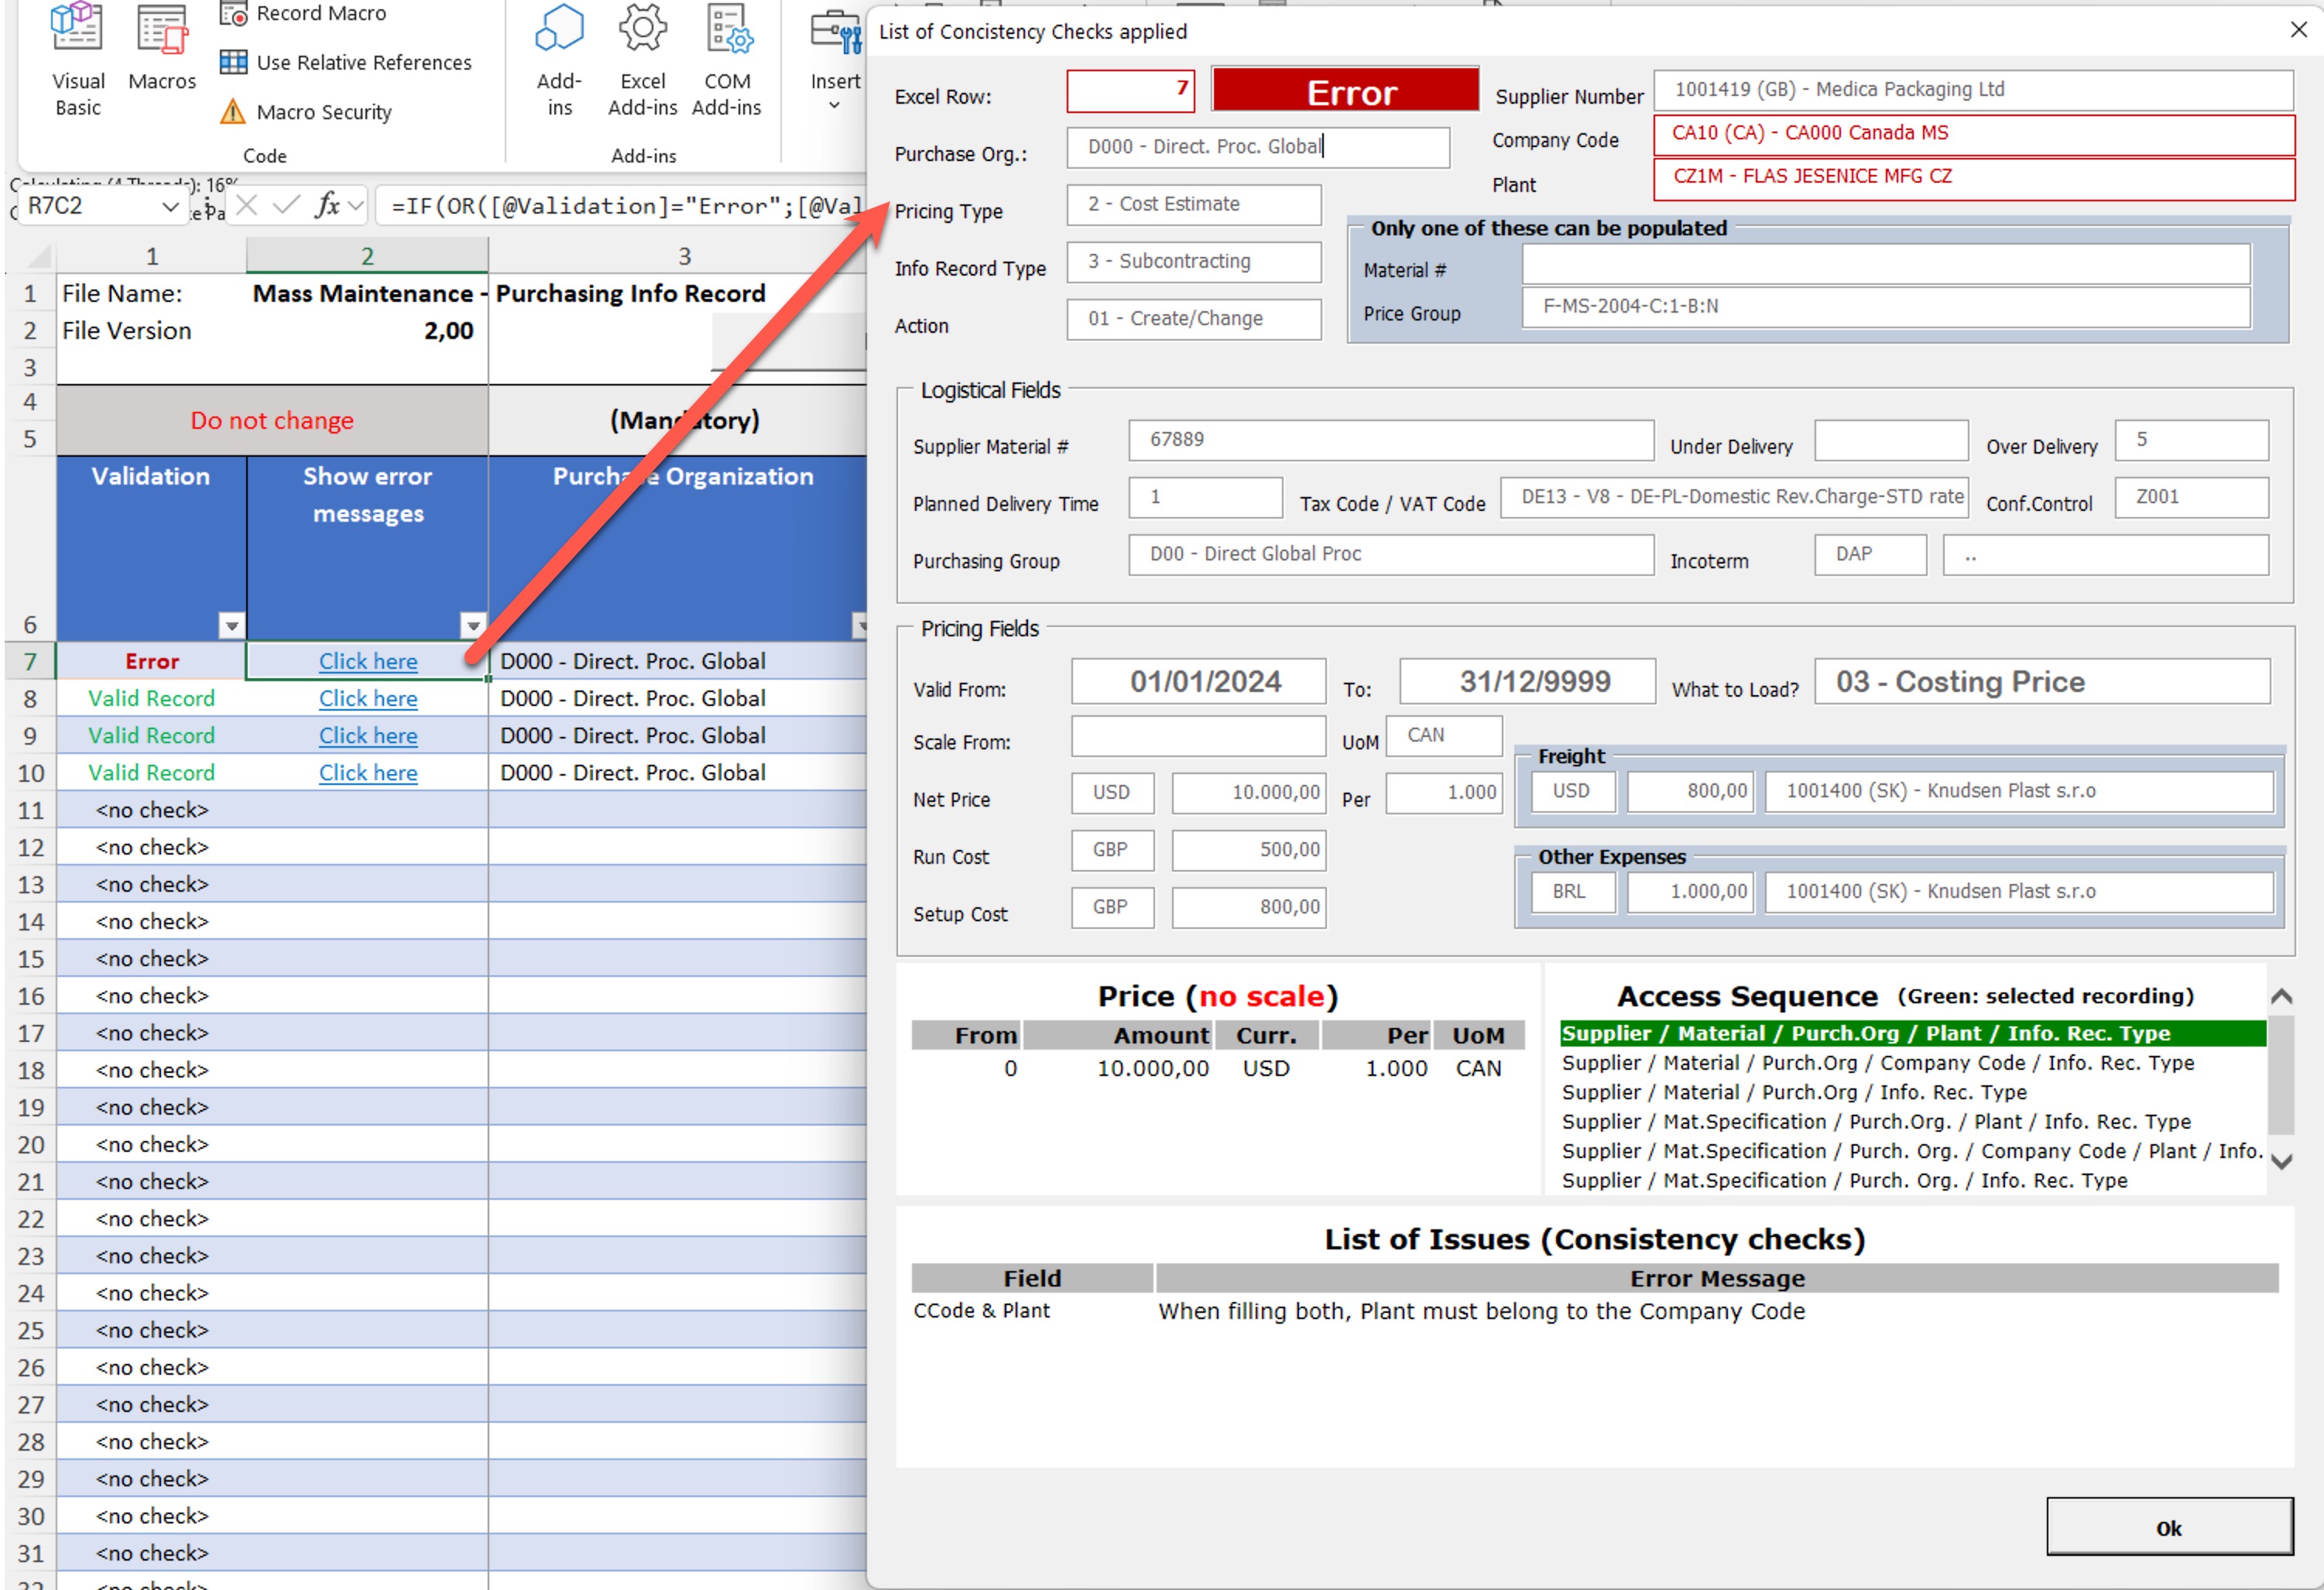 Record Macro
Use Relative References
Macro Security
Visual Basic
Macros
Code
Add-ins
Excel Add-ins
COM Add-ins
Add-ins
Insert
Calculating (4 Threads): 16%
R7C2
fx
=IF(OR([@Validation]="Error";[@Val
1 2 3
1 File Name: Mass Maintenance - Purchasing Info Record
2 File Version 2,00
3
4
5 Do not change (Mandatory)
6 Validation Show error messages Purchase Organization
7 Error Click here D000 - Direct. Proc. Global
8 Valid Record Click here D000 - Direct. Proc. Global
9 Valid Record Click here D000 - Direct. Proc. Global
10 Valid Record Click here D000 - Direct. Proc. Global
11 <no check>
12 <no check>
13 <no check>
14 <no check>
15 <no check>
16 <no check>
17 <no check>
18 <no check>
19 <no check>
20 <no check>
21 <no check>
22 <no check>
23 <no check>
24 <no check>
25 <no check>
26 <no check>
27 <no check>
28 <no check>
29 <no check>
30 <no check>
31 <no check>
32 <no check>
List of Concistency Checks applied
Excel Row: 7 Error
Supplier Number 1001419 (GB) - Medica Packaging Ltd
Purchase Org.: D000 - Direct. Proc. Global
Company Code CA10 (CA) - CA000 Canada MS
Plant CZ1M - FLAS JESENICE MFG CZ
Pricing Type 2 - Cost Estimate
Info Record Type 3 - Subcontracting
Action 01 - Create/Change
Only one of these can be populated
Material #
Price Group F-MS-2004-C:1-B:N
Logistical Fields
Supplier Material # 67889 Under Delivery Over Delivery 5
Planned Delivery Time 1 Tax Code / VAT Code DE13 - V8 - DE-PL-Domestic Rev.Charge-STD rate Conf.Control Z001
Purchasing Group D00 - Direct Global Proc Incoterm DAP ..
Pricing Fields
Valid From: 01/01/2024 To: 31/12/9999 What to Load? 03 - Costing Price
Scale From: UoM CAN
Net Price USD 10.000,00 Per 1.000
Run Cost GBP 500,00
Setup Cost GBP 800,00
Freight
USD 800,00 1001400 (SK) - Knudsen Plast s.r.o
Other Expenses
BRL 1.000,00 1001400 (SK) - Knudsen Plast s.r.o
Price (no scale)
From Amount Curr. Per UoM
0 10.000,00 USD 1.000 CAN
Access Sequence (Green: selected recording)
Supplier / Material / Purch.Org / Plant / Info. Rec. Type
Supplier / Material / Purch.Org / Company Code / Info. Rec. Type
Supplier / Material / Purch.Org / Info. Rec. Type
Supplier / Mat.Specification / Purch.Org. / Plant / Info. Rec. Type
Supplier / Mat.Specification / Purch. Org. / Company Code / Plant / Info.
Supplier / Mat.Specification / Purch. Org. / Info. Rec. Type
List of Issues (Consistency checks)
Field Error Message
CCode & Plant When filling both, Plant must belong to the Company Code
Ok